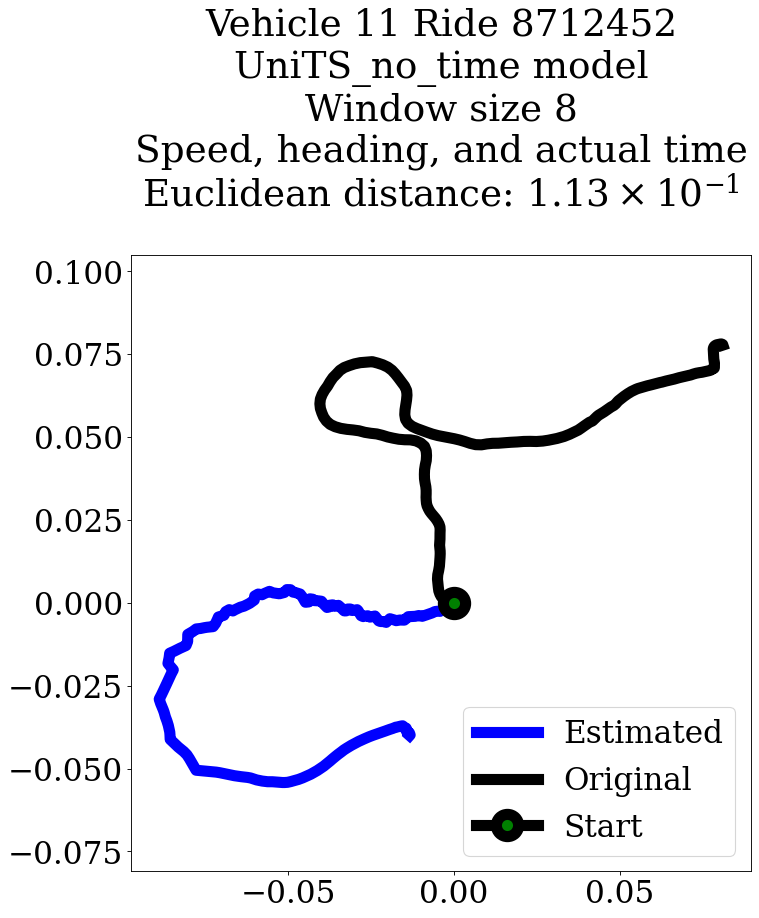 Vehicle 11 Ride 8712452
UniTS_no_time model
Window size 8
Speed, heading, and actual time
Euclidean distance: 1.13 × 10⁻¹
0.100
0.075
0.050
0.025
0.000
−0.025
−0.050
−0.075
−0.05
0.00
0.05
Estimated
Original
Start